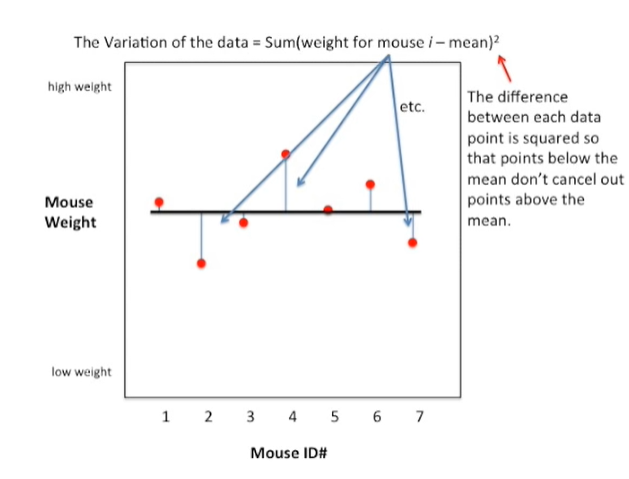 The Variation of the data = Sum(weight for mouse i – mean)²
high weight
etc.
The difference
between each data
point is squared so
that points below the
mean don't cancel out
points above the
mean.
Mouse
Weight
low weight
1 2 3 4 5 6 7
Mouse ID#